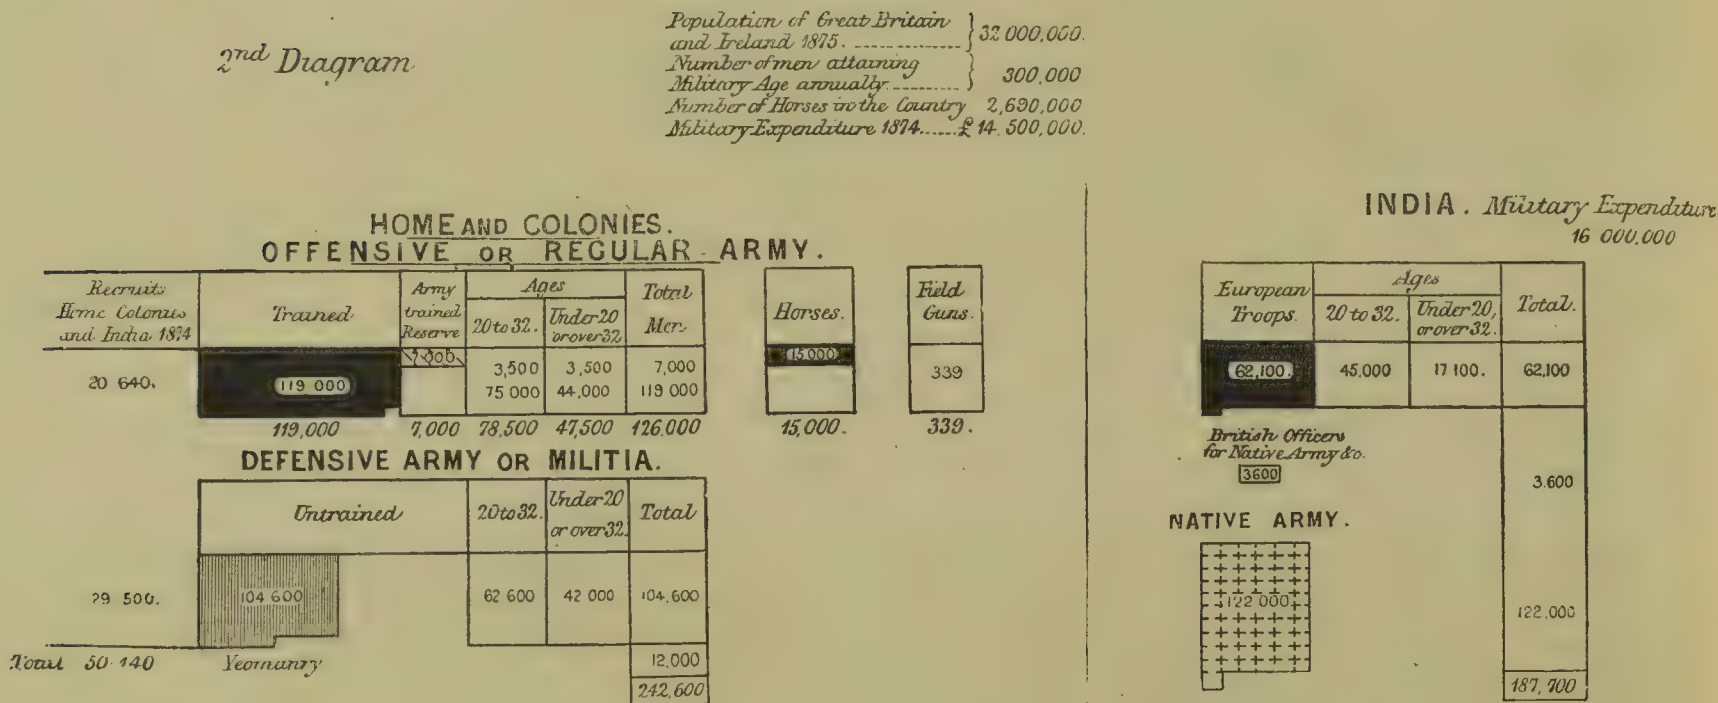 2nd Diagram
Population of Great Britain and Ireland 1875. 32 000,000.
Number of men attaining Military Age annually 300,000
Number of Horses in the Country 2,690,000
Military Expenditure 1874......£ 14.500,000.
HOME AND COLONIES.
OFFENSIVE OR REGULAR ARMY.
Recruits Home Colonies and India 1874
Trained
Army trained Reserve
Ages
20 to 32.
Under 20 or over 32
Total Men
Horses.
Field Guns.
20 640.
119 000
7.000
3,500 3,500 7,000
75 000 44,000 119 000
15000
339
119,000 7,000 78,500 47,500 126,000 15,000. 339.
DEFENSIVE ARMY OR MILITIA.
Untrained
20 to 32.
Under 20 or over 32.
Total
29 500. 104 600 62 600 42 000 104,600
Total 50 140 Yeomanry 12,000
242,600
INDIA. Military Expenditure
16 000,000
European Troops.
Ages
20 to 32.
Under 20, or over 32.
Total.
62,100. 45,000 17 100. 62,100
British Officers
for Native Army &c.
3600 3.600
NATIVE ARMY.
122 000 122.000
187,700